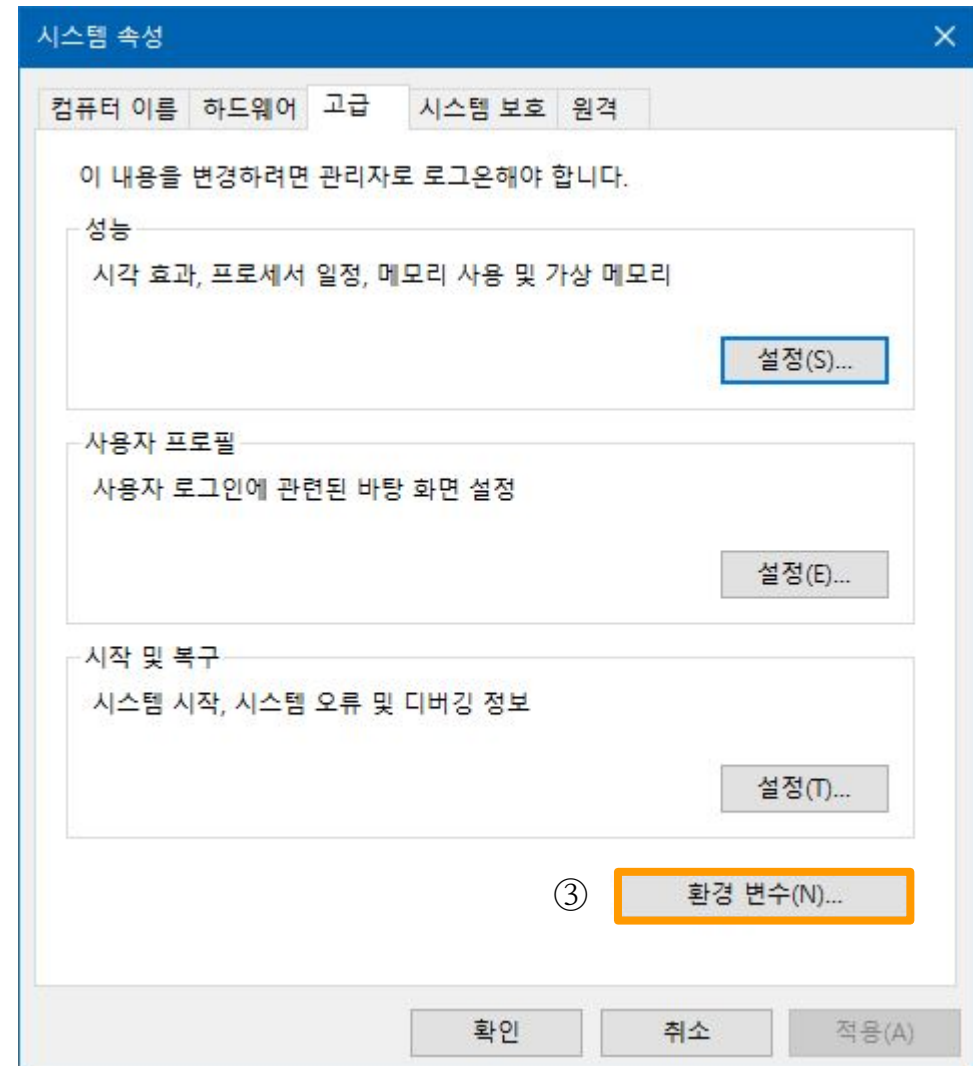 시스템 속성
컴퓨터 이름 하드웨어 고급 시스템 보호 원격
이 내용을 변경하려면 관리자로 로그온해야 합니다.
성능
시각 효과, 프로세서 일정, 메모리 사용 및 가상 메모리
설정(S)...
사용자 프로필
사용자 로그인에 관련된 바탕 화면 설정
설정(E)...
시작 및 복구
시스템 시작, 시스템 오류 및 디버깅 정보
설정(T)...
③ 환경 변수(N)...
확인 취소 적용(A)